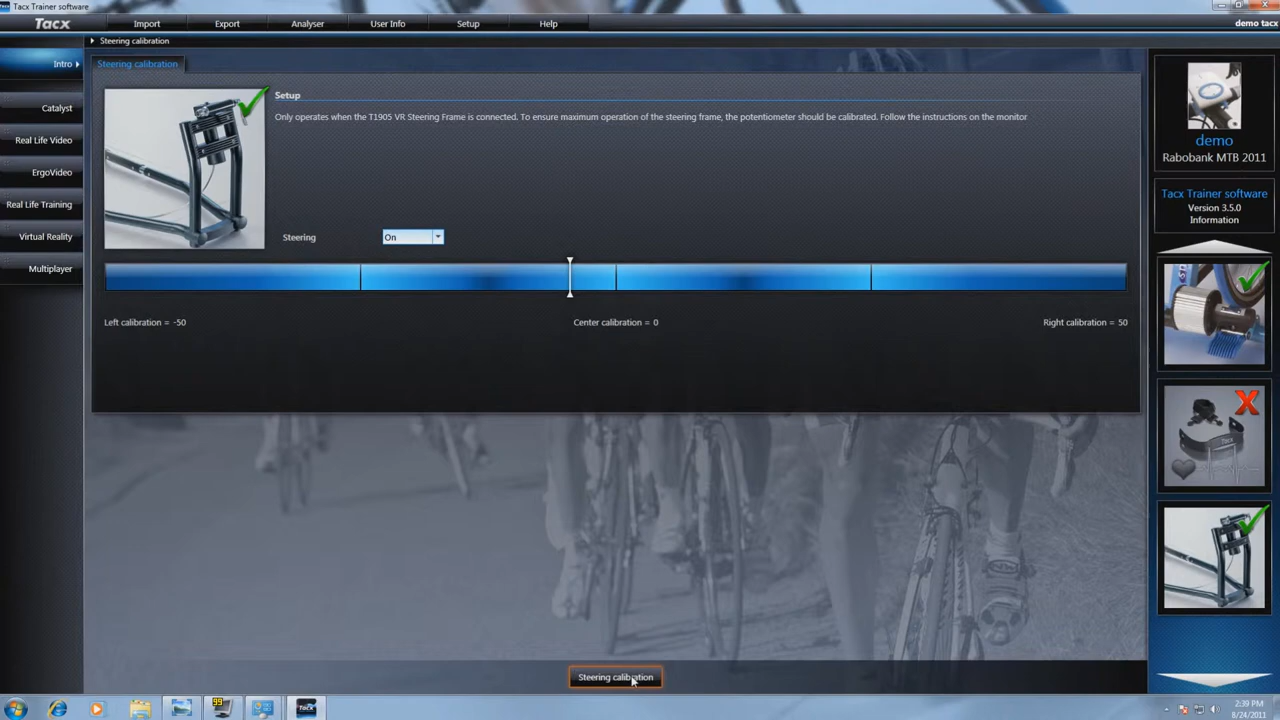 Tacx Trainer software
Tacx
Import
Export
Analyser
User Info
Setup
Help
demo tacx
Steering calibration
Intro
Catalyst
Real Life Video
ErgoVideo
Real Life Training
Virtual Reality
Multiplayer
Steering calibration
Setup
Only operates when the T1905 VR Steering Frame is connected. To ensure maximum operation of the steering frame, the potentiometer should be calibrated. Follow the instructions on the monitor
Steering
On
Left calibration = -50
Center calibration = 0
Right calibration = 50
demo
Rabobank MTB 2011
Tacx Trainer software
Version 3.5.0
Information
Tacx
Steering calibration
99
Tacx
2:39 PM
8/24/2011